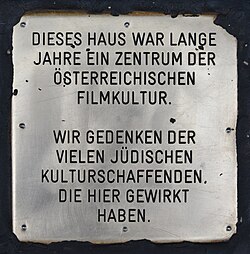 DIESES HAUS WAR LANGE
JAHRE EIN ZENTRUM DER
ÖSTERREICHISCHEN
FILMKULTUR.
WIR GEDENKEN DER
VIELEN JÜDISCHEN
KULTURSCHAFFENDEN,
DIE HIER GEWIRKT
HABEN.